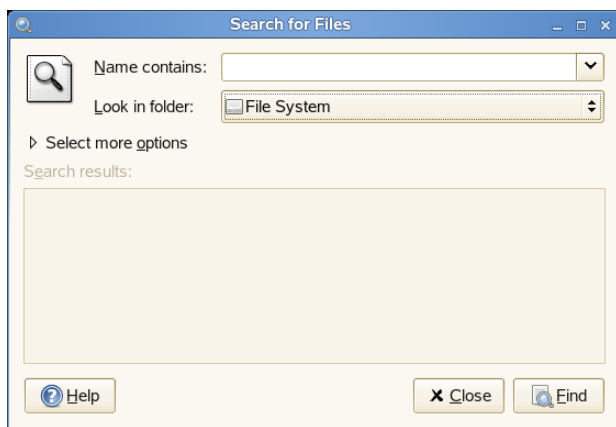 Search for Files
Name contains:
Look in folder: File System
Select more options
Search results:
Help Close Find